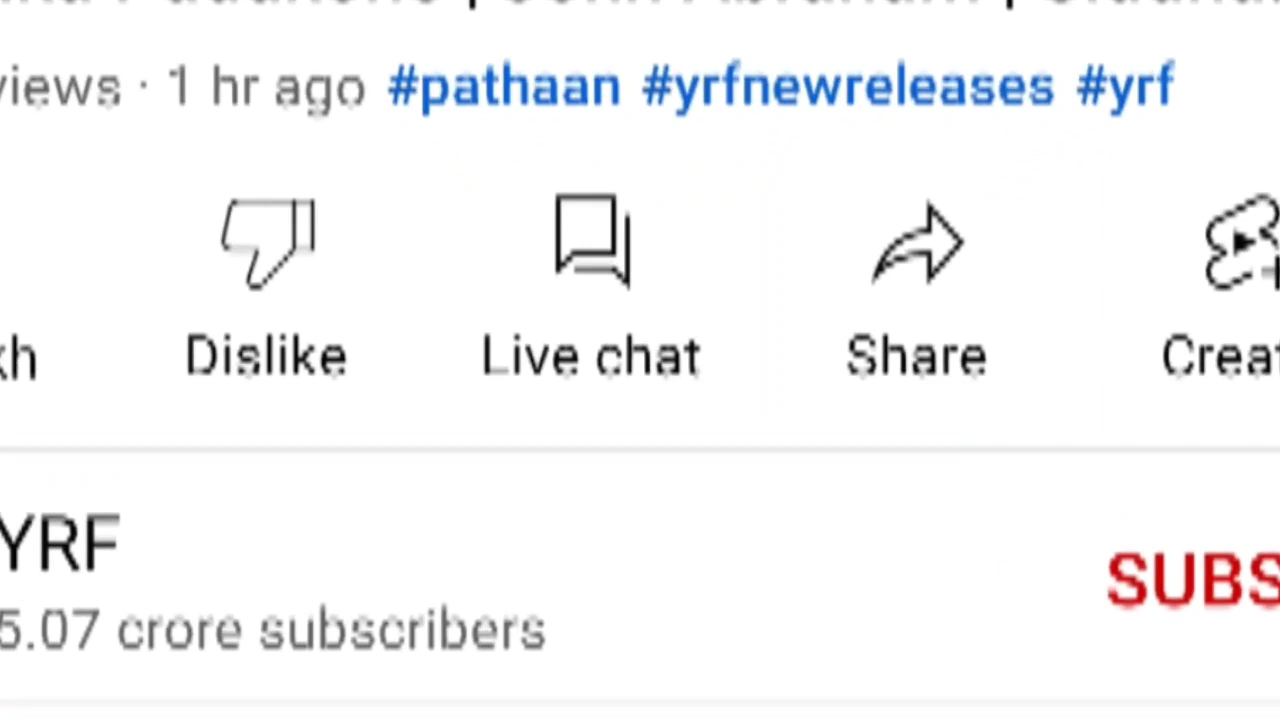 views · 1 hr ago #pathaan #yrfnewreleases #yrf
Dislike Live chat Share
YRF
5.07 crore subscribers